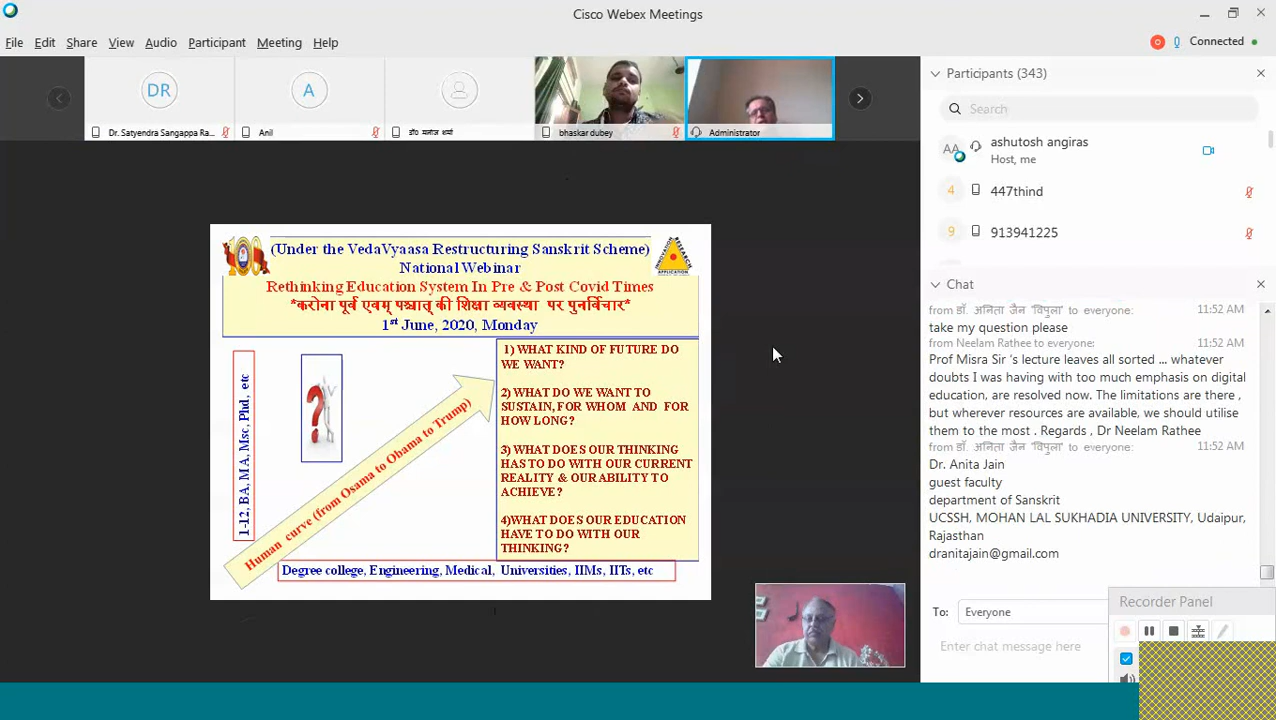 Cisco Webex Meetings
File Edit Share View Audio Participant Meeting Help
Connected
DR
A
Dr. Satyendra Sangappa Ra...
Anil
डॉ० मनोज शर्मा
bhaskar dubey
Administrator
(Under the VedaVyaasa Restructuring Sanskrit Scheme)
National Webinar
Rethinking Education System In Pre & Post Covid Times
*करोना पूर्व एवम् पश्चात् की शिक्षा व्यवस्था पर पुनर्विचार*
1st June, 2020, Monday
100
INNOVATION
RESEARCH
APPLICATION
1-12, BA, MA, Msc, Phd, etc
?
Human curve (from Osama to Obama to Trump)
1) WHAT KIND OF FUTURE DO
WE WANT?
2) WHAT DO WE WANT TO
SUSTAIN, FOR WHOM AND FOR
HOW LONG?
3) WHAT DOES OUR THINKING
HAS TO DO WITH OUR CURRENT
REALITY & OUR ABILITY TO
ACHIEVE?
4)WHAT DOES OUR EDUCATION
HAVE TO DO WITH OUR
THINKING?
Degree college, Engineering, Medical, Universities, IIMs, IITs, etc
Participants (343)
Search
AA
ashutosh angiras
Host, me
4
447thind
9
913941225
Chat
from डॉ. अनिता जैन "विपुला" to everyone: 11:52 AM
take my question please
from Neelam Rathee to everyone: 11:52 AM
Prof Misra Sir 's lecture leaves all sorted ... whatever
doubts I was having with too much emphasis on digital
education, are resolved now. The limitations are there ,
but wherever resources are available, we should utilise
them to the most . Regards , Dr Neelam Rathee
from डॉ. अनिता जैन "विपुला" to everyone: 11:52 AM
Dr. Anita Jain
guest faculty
department of Sanskrit
UCSSH, MOHAN LAL SUKHADIA UNIVERSITY, Udaipur,
Rajasthan
dranitajain@gmail.com
To: Everyone
Enter chat message here
Recorder Panel